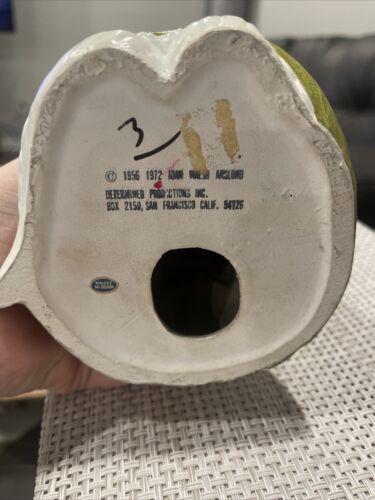 3
© 1956 1972 JOAN WALSH ANGLUND
DETERMINED PRODUCTIONS INC.
BOX 2150, SAN FRANCISCO CALIF. 94126